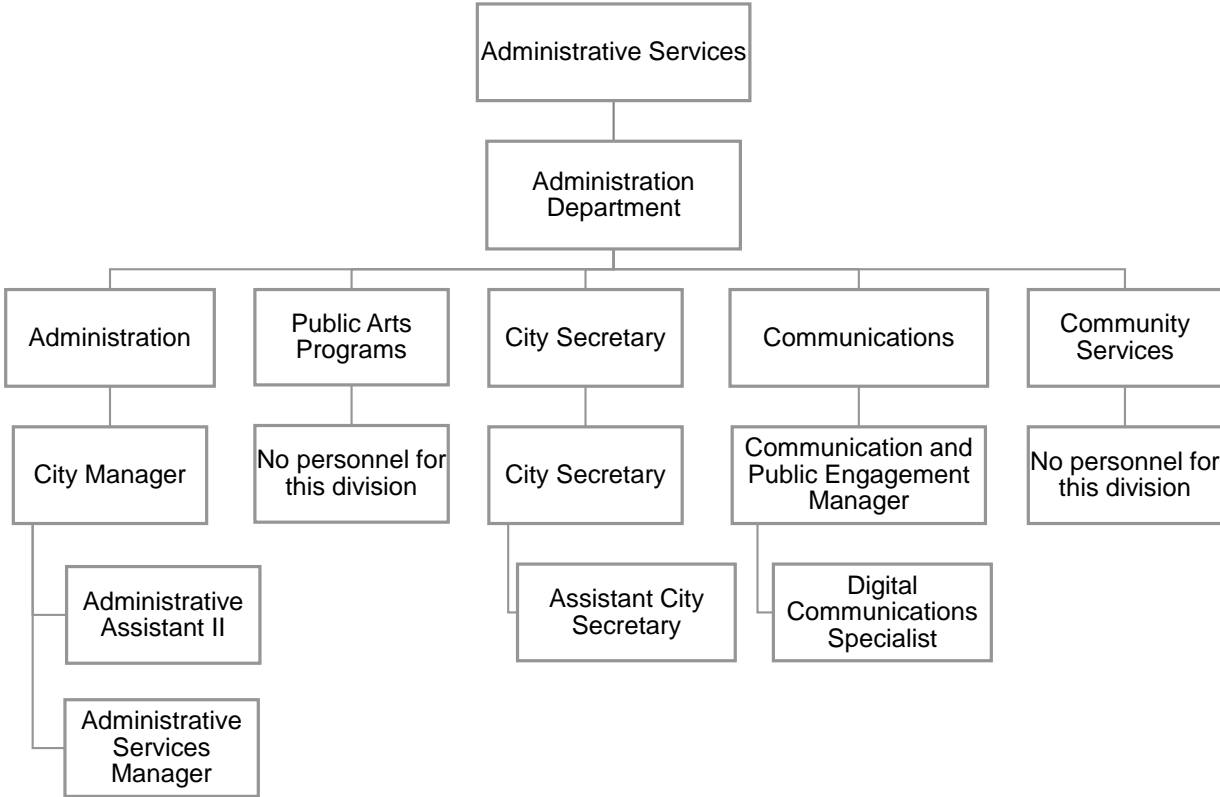 Administrative Services
Administration
Department
Administration
Public Arts
Programs
City Secretary
Communications
Community
Services
City Manager
No personnel for
this division
City Secretary
Communication and
Public Engagement
Manager
No personnel for
this division
Administrative
Assistant II
Assistant City
Secretary
Digital
Communications
Specialist
Administrative
Services
Manager